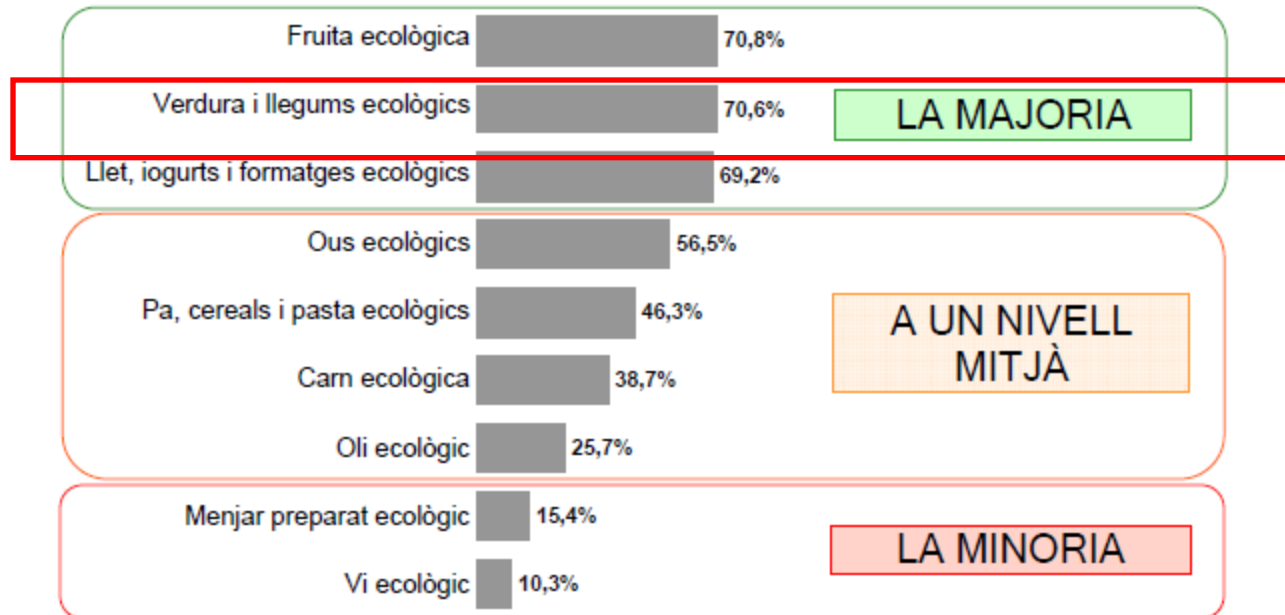 Fruita ecològica 70,8%
Verdura i llegums ecològics 70,6% LA MAJORIA
Llet, iogurts i formatges ecològics 69,2%
Ous ecològics 56,5%
Pa, cereals i pasta ecològics 46,3% A UN NIVELL
MITJÀ
Carn ecològica 38,7%
Oli ecològic 25,7%
Menjar preparat ecològic 15,4%
LA MINORIA
Vi ecològic 10,3%